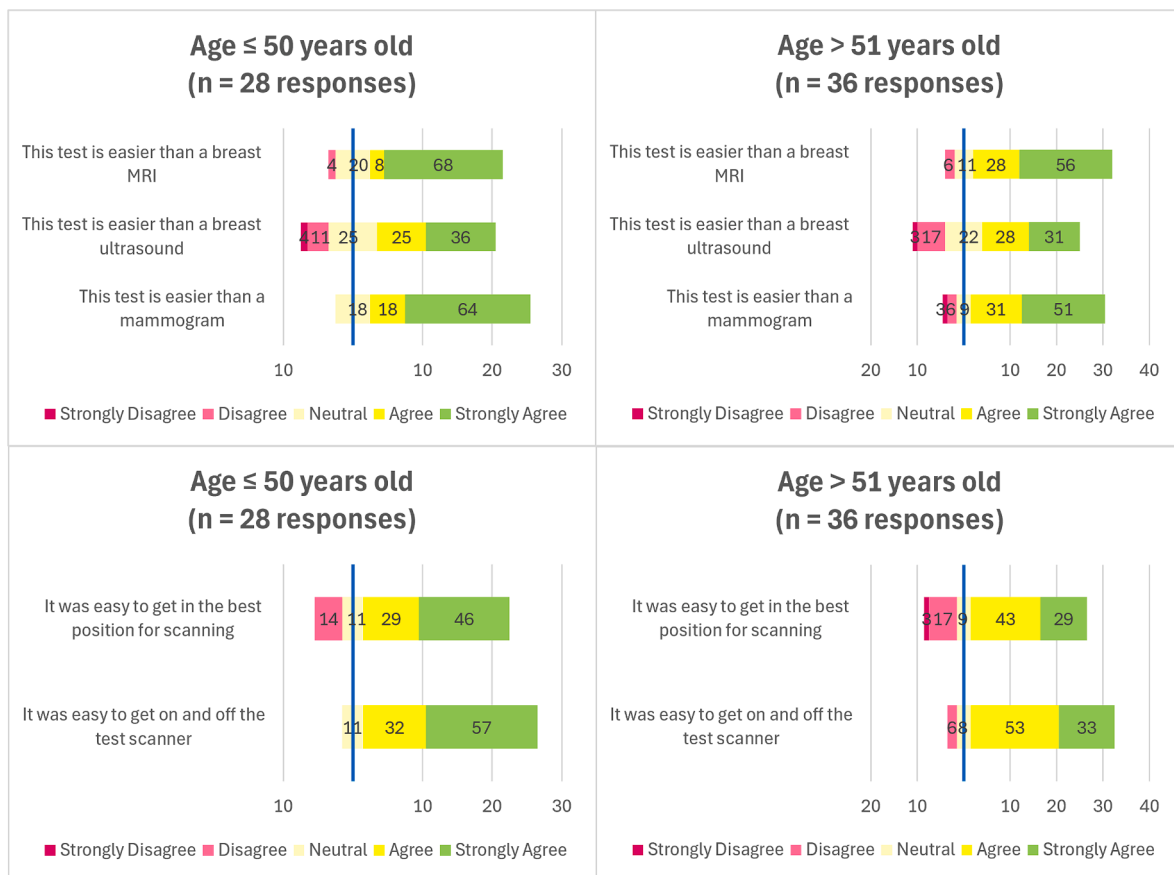 Age ≤ 50 years old
(n = 28 responses)
This test is easier than a breast
MRI
4 20 8 68
This test is easier than a breast
ultrasound
4 11 25 25 36
This test is easier than a
mammogram
18 18 64
10 10 20 30
Strongly Disagree Disagree Neutral Agree Strongly Agree
Age > 51 years old
(n = 36 responses)
This test is easier than a breast
MRI
6 11 28 56
This test is easier than a breast
ultrasound
3 17 22 28 31
This test is easier than a
mammogram
3 6 9 31 51
20 10 10 20 30 40
Strongly Disagree Disagree Neutral Agree Strongly Agree
Age ≤ 50 years old
(n = 28 responses)
It was easy to get in the best
position for scanning
14 11 29 46
It was easy to get on and off the
test scanner
11 32 57
10 10 20 30
Strongly Disagree Disagree Neutral Agree Strongly Agree
Age > 51 years old
(n = 36 responses)
It was easy to get in the best
position for scanning
3 17 9 43 29
It was easy to get on and off the
test scanner
6 8 53 33
20 10 10 20 30 40
Strongly Disagree Disagree Neutral Agree Strongly Agree